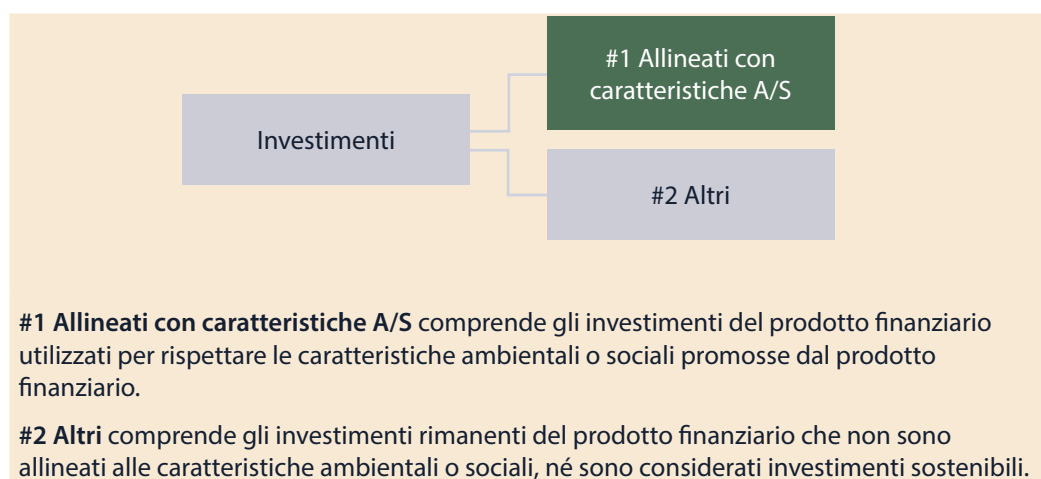 #1 Allineati con
caratteristiche A/S
Investimenti
#2 Altri
#1 Allineati con caratteristiche A/S comprende gli investimenti del prodotto finanziario
utilizzati per rispettare le caratteristiche ambientali o sociali promosse dal prodotto
finanziario.
#2 Altri comprende gli investimenti rimanenti del prodotto finanziario che non sono
allineati alle caratteristiche ambientali o sociali, né sono considerati investimenti sostenibili.